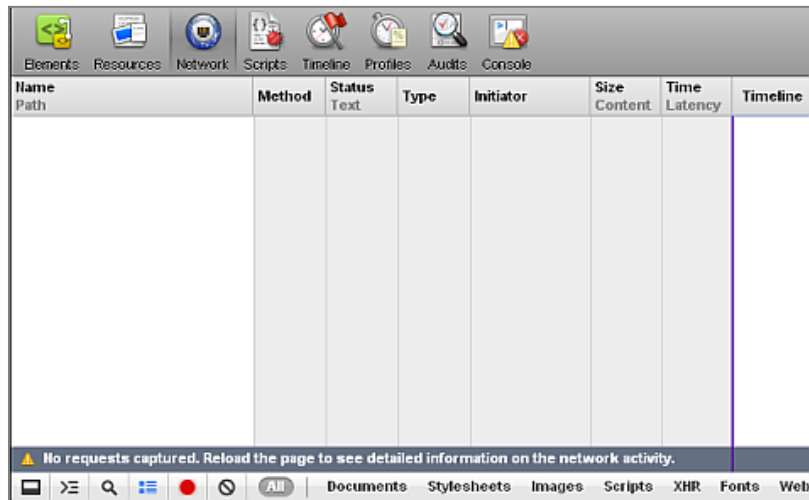 Elements Resources Network Scripts Timeline Profiles Audits Console
Name Method Status Type Initiator Size Time Timeline
Path Text Content Latency
No requests captured. Reload the page to see detailed information on the network activity.
All Documents Stylesheets Images Scripts XHR Fonts Web